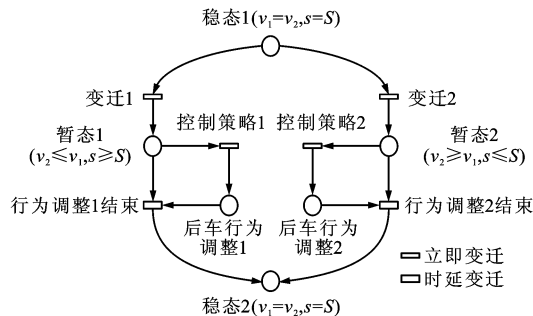 稳态1(v₁=v₂,s=S)
变迁1
变迁2
控制策略1
控制策略2
暂态1
(v₂≤v₁,s≥S)
暂态2
(v₂≥v₁,s≤S)
行为调整1结束
后车行为
调整1
后车行为
调整2
行为调整2结束
立即变迁
时延变迁
稳态2(v₁=v₂,s=S)